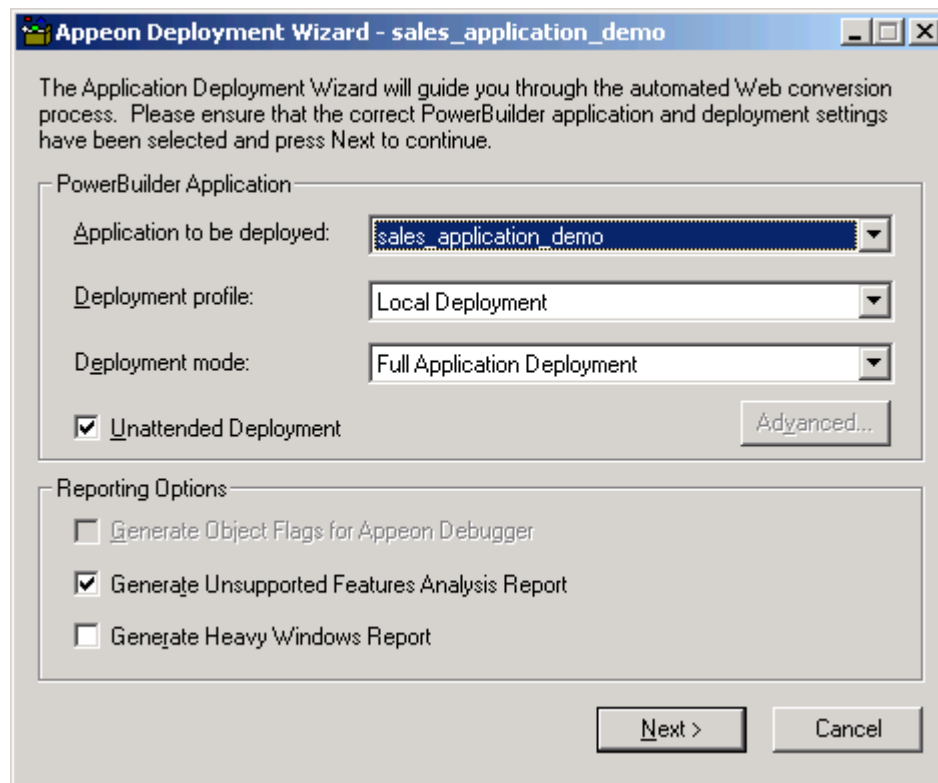 Appeon Deployment Wizard - sales_application_demo
The Application Deployment Wizard will guide you through the automated Web conversion
process. Please ensure that the correct PowerBuilder application and deployment settings
have been selected and press Next to continue.
PowerBuilder Application
Application to be deployed: sales_application_demo
Deployment profile: Local Deployment
Deployment mode: Full Application Deployment
Unattended Deployment Advanced...
Reporting Options
Generate Object Flags for Appeon Debugger
Generate Unsupported Features Analysis Report
Generate Heavy Windows Report
Next > Cancel